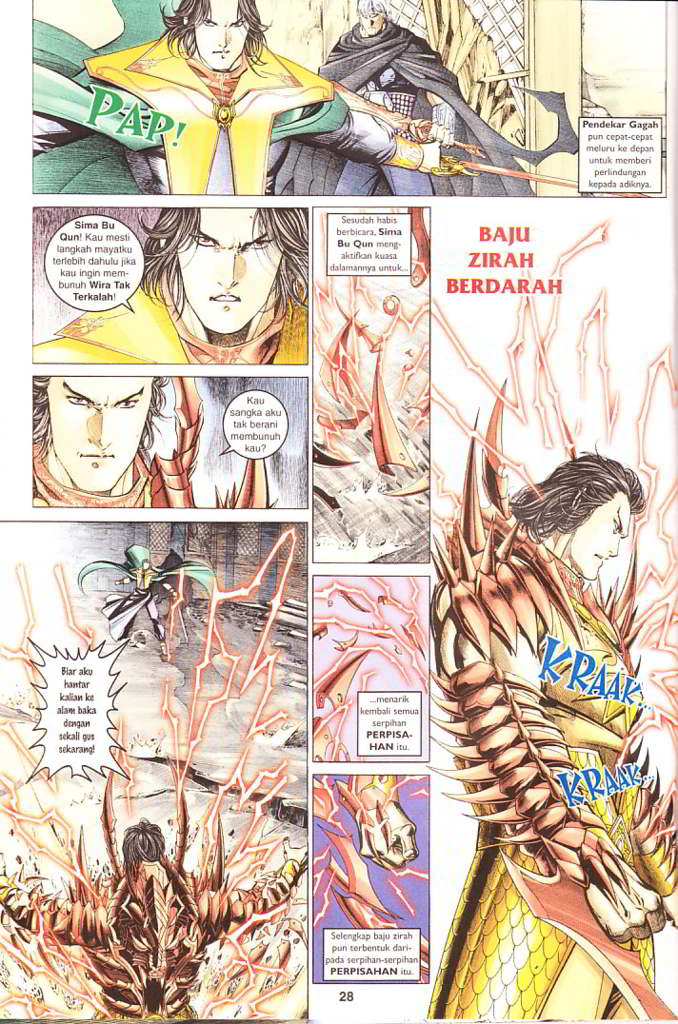 PAP!
Pendekar Gagah
pun cepat-cepat
meluru ke depan
untuk memberi
perlindungan
kepada adiknya.
Sima Bu
Qun! Kau mesti
langkah mayatku
terlebih dahulu jika
kau ingin mem-
bunuh Wira Tak
Terkalah!
Kau
sangka aku
tak berani
membunuh
kau?
Biar aku
hantar
kalian ke
alam baka
dengan
sekali gus
sekarang!
Sesudah habis
berbicara, Sima
Bu Qun meng-
aktifkan kuasa
dalamannya untuk...
...menarik
kembali semua
serpihan
PERPISA-
HAN itu.
Selengkap baju zirah
pun terbentuk dari-
pada serpihan-serpihan
PERPISAHAN itu.
BAJU
ZIRAH
BERDARAH
KRAAK...
KRAAK...
28